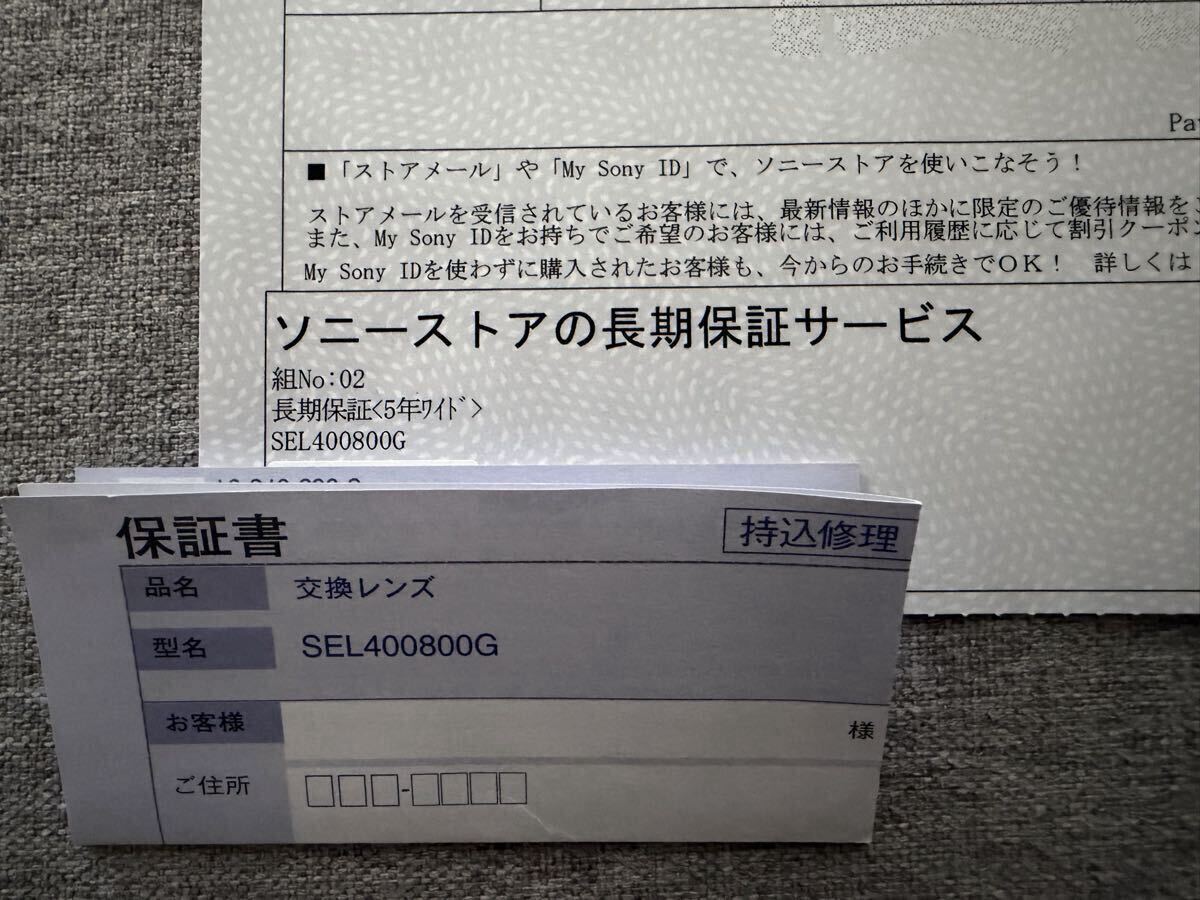 Pat
■「ストアメール」や「My Sony ID」で、ソニーストアを使いこなそう！
ストアメールを受信されているお客様には、最新情報のほかに限定のご優待情報を
また、My Sony IDをお持ちでご希望のお客様には、ご利用履歴に応じて割引クーポン
My Sony IDを使わずに購入されたお客様も、今からのお手続きでOK！　詳しくは
ソニーストアの長期保証サービス
組No:02
長期保証<5年ﾜｲﾄﾞ>
SEL400800G
保証書
持込修理
品名 交換レンズ
型名 SEL400800G
お客様 様
ご住所